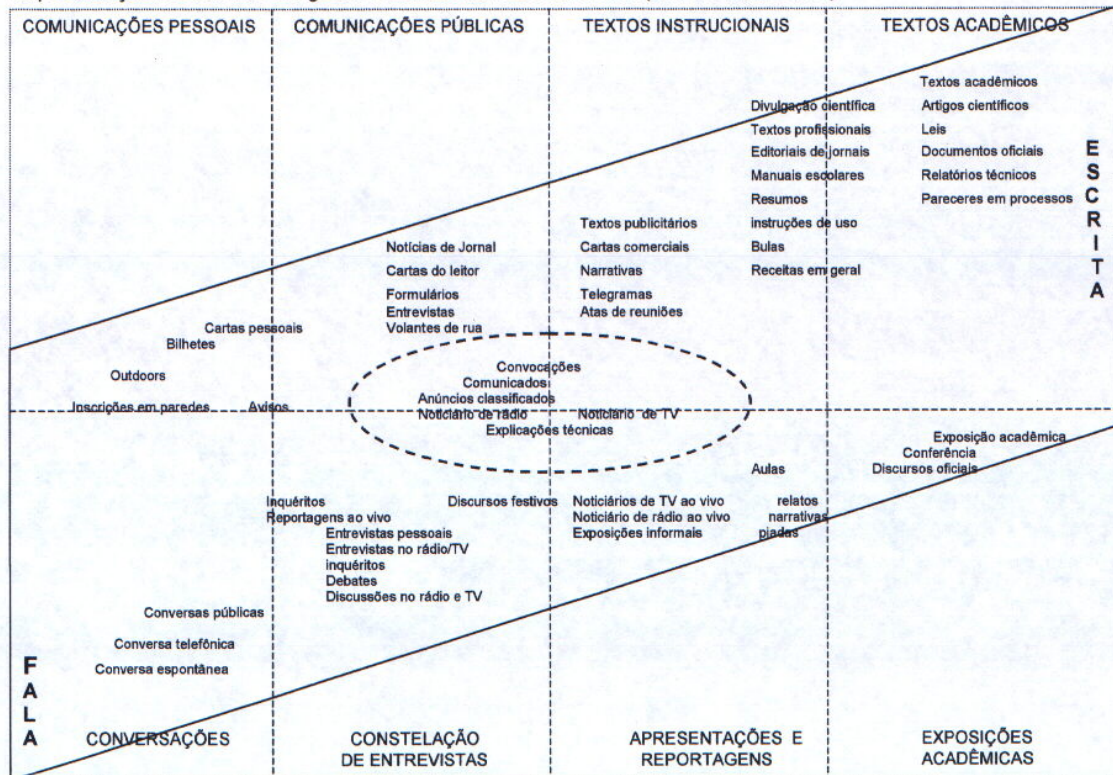 COMUNICAÇÕES PESSOAIS COMUNICAÇÕES PÚBLICAS TEXTOS INSTRUCIONAIS TEXTOS ACADÊMICOS
Textos acadêmicos
Divulgação científica Artigos científicos
Textos profissionais Leis
Editoriais de jornais Documentos oficiais
Manuais escolares Relatórios técnicos
Resumos Pareceres em processos
Textos publicitários instruções de uso
Notícias de Jornal Cartas comerciais Bulas
Cartas do leitor Narrativas Receitas em geral
Formulários Telegramas
Entrevistas Atas de reuniões
Volantes de rua
Cartas pessoais
Bilhetes
Outdoors
Inscrições em paredes Avisos
ESCRITA
Convocações
Comunicados
Anúncios classificados
Noticiário de rádio Noticiário de TV
Explicações técnicas
Exposição acadêmica
Conferência
Aulas Discursos oficiais
Inquéritos Discursos festivos Noticiários de TV ao vivo relatos
Reportagens ao vivo Noticiário de rádio ao vivo narrativas
Entrevistas pessoais Exposições informais piadas
Entrevistas no rádio/TV
inquéritos
Debates
Discussões no rádio e TV
Conversas públicas
Conversa telefônica
Conversa espontânea
FALA
CONVERSAÇÕES CONSTELAÇÃO DE ENTREVISTAS APRESENTAÇÕES E REPORTAGENS EXPOSIÇÕES ACADÊMICAS